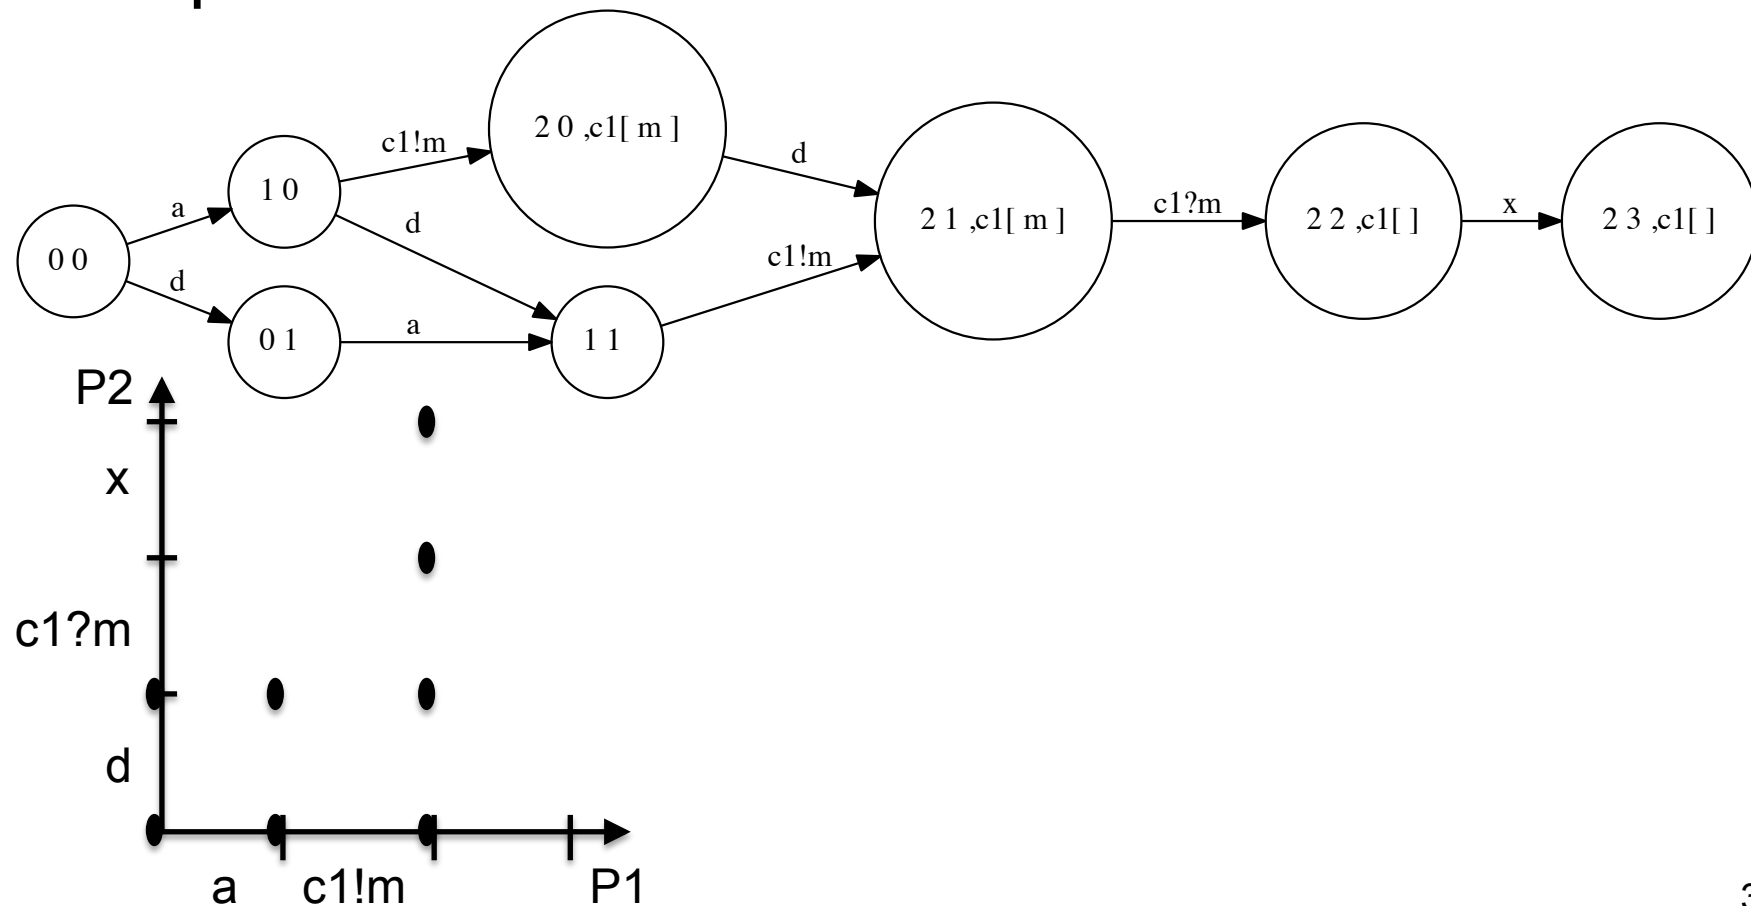 c1!m
2 0 ,c1[ m ]
d
1 0
a
d
c1?m
x
0 0
2 1 ,c1[ m ]
2 2 ,c1[ ]
2 3 ,c1[ ]
d
c1!m
0 1
a
1 1
P2
x
c1?m
d
a
c1!m
P1